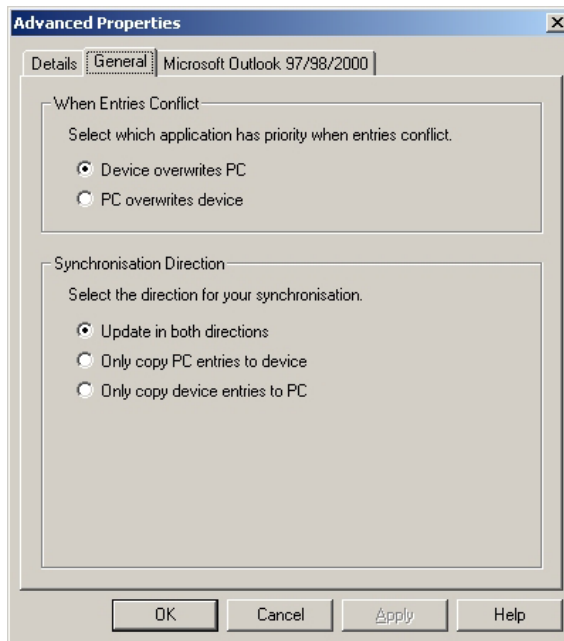 Advanced Properties
Details General Microsoft Outlook 97/98/2000
When Entries Conflict
Select which application has priority when entries conflict.
Device overwrites PC
PC overwrites device
Synchronisation Direction
Select the direction for your synchronisation.
Update in both directions
Only copy PC entries to device
Only copy device entries to PC
OK Cancel Apply Help